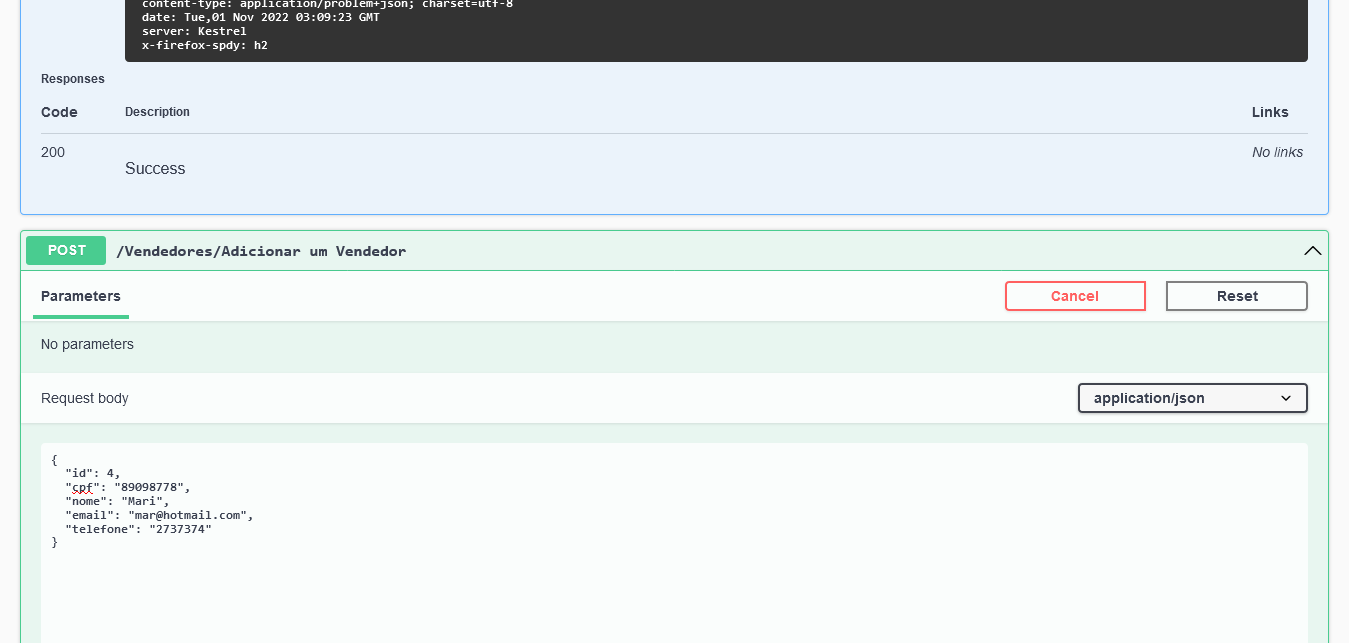 content-type: application/problem+json; charset=utf-8
date: Tue,01 Nov 2022 03:09:23 GMT
server: Kestrel
x-firefox-spdy: h2
Responses
Code Description Links
200 Success No links
POST /Vendedores/Adicionar um Vendedor
Parameters Cancel Reset
No parameters
Request body application/json
{
"id": 4,
"cpf": "89098778",
"nome": "Mari",
"email": "mar@hotmail.com",
"telefone": "2737374"
}